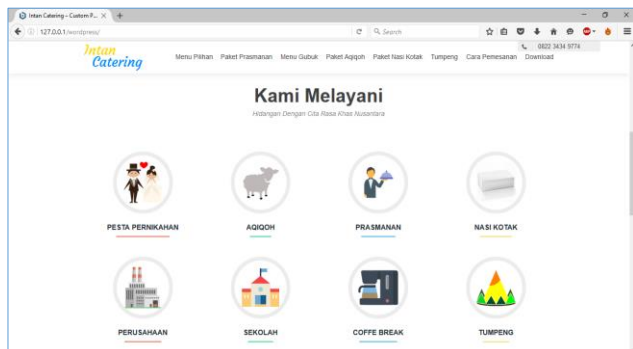 Intan Catering – Custom P...
127.0.0.1/wordpress/
Search
0822 3434 9774
Intan
Catering
Menu Pilihan Paket Prasmanan Menu Gubuk Paket Aqiqoh Paket Nasi Kotak Tumpeng Cara Pemesanan Download
Kami Melayani
Hidangan Dengan Cita Rasa Khas Nusantara
PESTA PERNIKAHAN AQIQOH PRASMANAN NASI KOTAK
PERUSAHAAN SEKOLAH COFFE BREAK TUMPENG